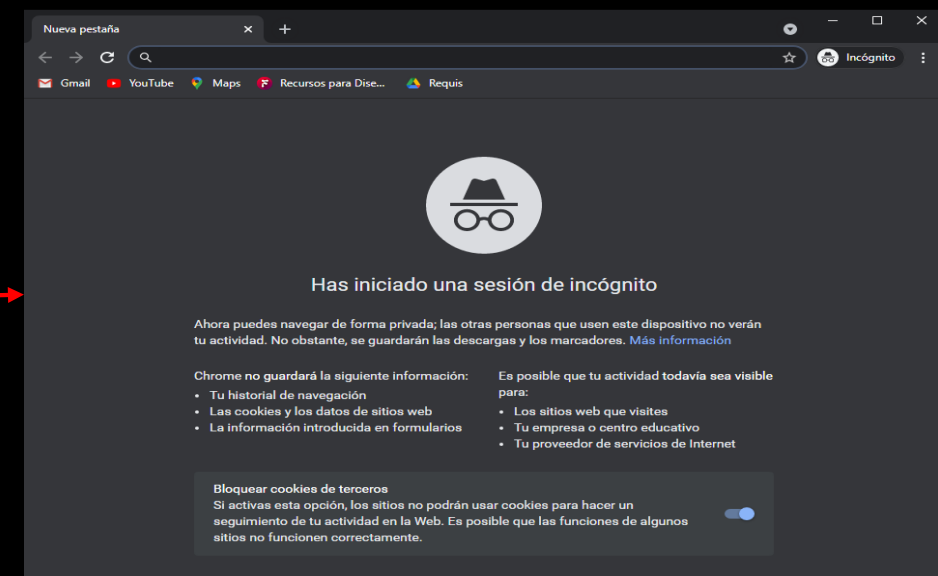 Nueva pestaña
Incógnito
Gmail YouTube Maps Recursos para Dise... Requis
Has iniciado una sesión de incógnito
Ahora puedes navegar de forma privada; las otras personas que usen este dispositivo no verán
tu actividad. No obstante, se guardarán las descargas y los marcadores. Más información
Chrome no guardará la siguiente información:
• Tu historial de navegación
• Las cookies y los datos de sitios web
• La información introducida en formularios
Es posible que tu actividad todavía sea visible
para:
• Los sitios web que visites
• Tu empresa o centro educativo
• Tu proveedor de servicios de Internet
Bloquear cookies de terceros
Si activas esta opción, los sitios no podrán usar cookies para hacer un
seguimiento de tu actividad en la Web. Es posible que las funciones de algunos
sitios no funcionen correctamente.